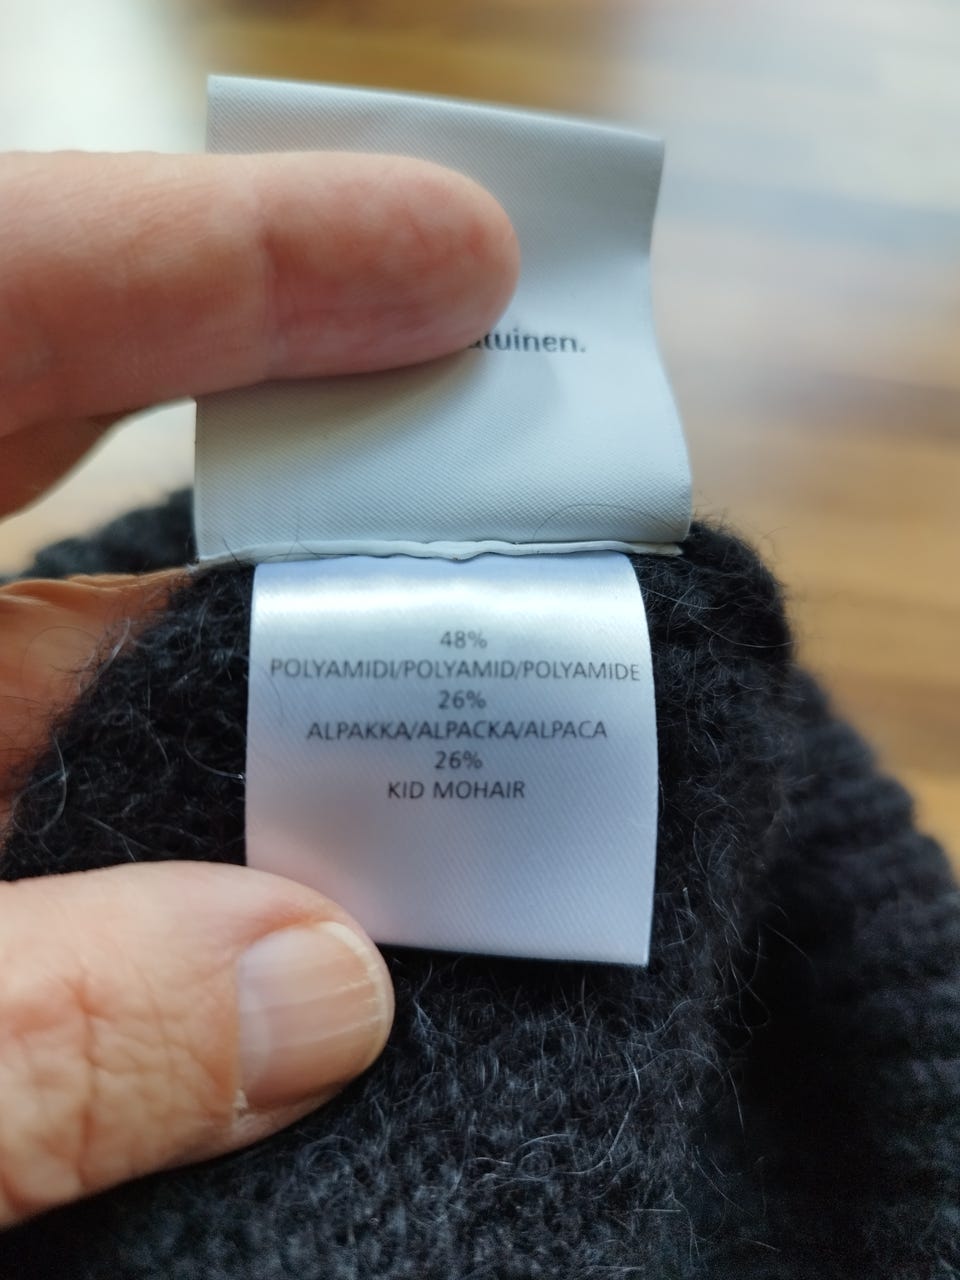 48%
POLYAMIDI/POLYAMID/POLYAMIDE
26%
ALPAKKA/ALPACKA/ALPACA
26%
KID MOHAIR